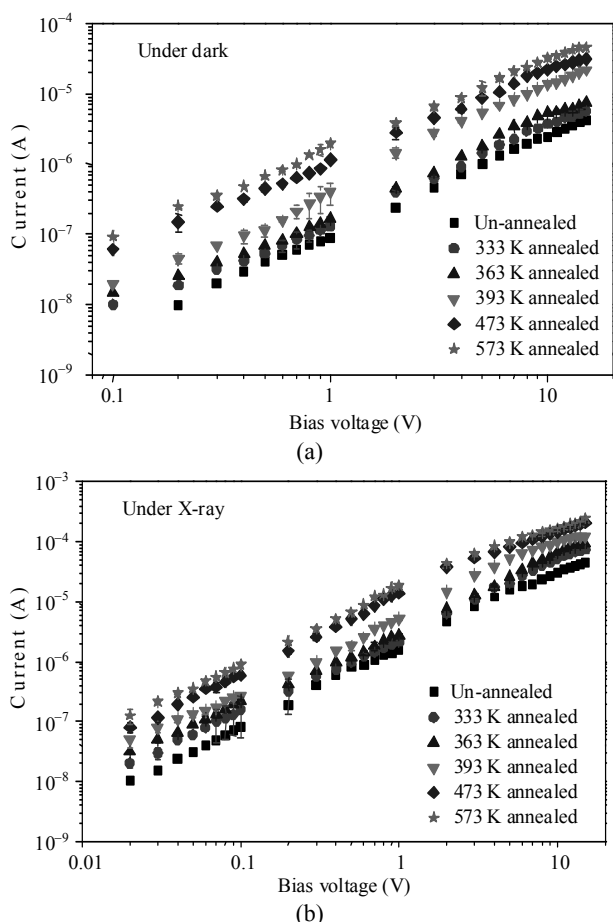 10⁻⁴
Under dark
10⁻⁵
10⁻⁶
Current (A)
10⁻⁷
Un-annealed
333 K annealed
363 K annealed
10⁻⁸
393 K annealed
473 K annealed
573 K annealed
10⁻⁹
0.1 1 10
Bias voltage (V)
(a)
10⁻³
Under X-ray
10⁻⁴
10⁻⁵
Current (A)
10⁻⁶
Un-annealed
10⁻⁷
333 K annealed
363 K annealed
393 K annealed
10⁻⁸
473 K annealed
573 K annealed
10⁻⁹
0.01 0.1 1 10
Bias voltage (V)
(b)